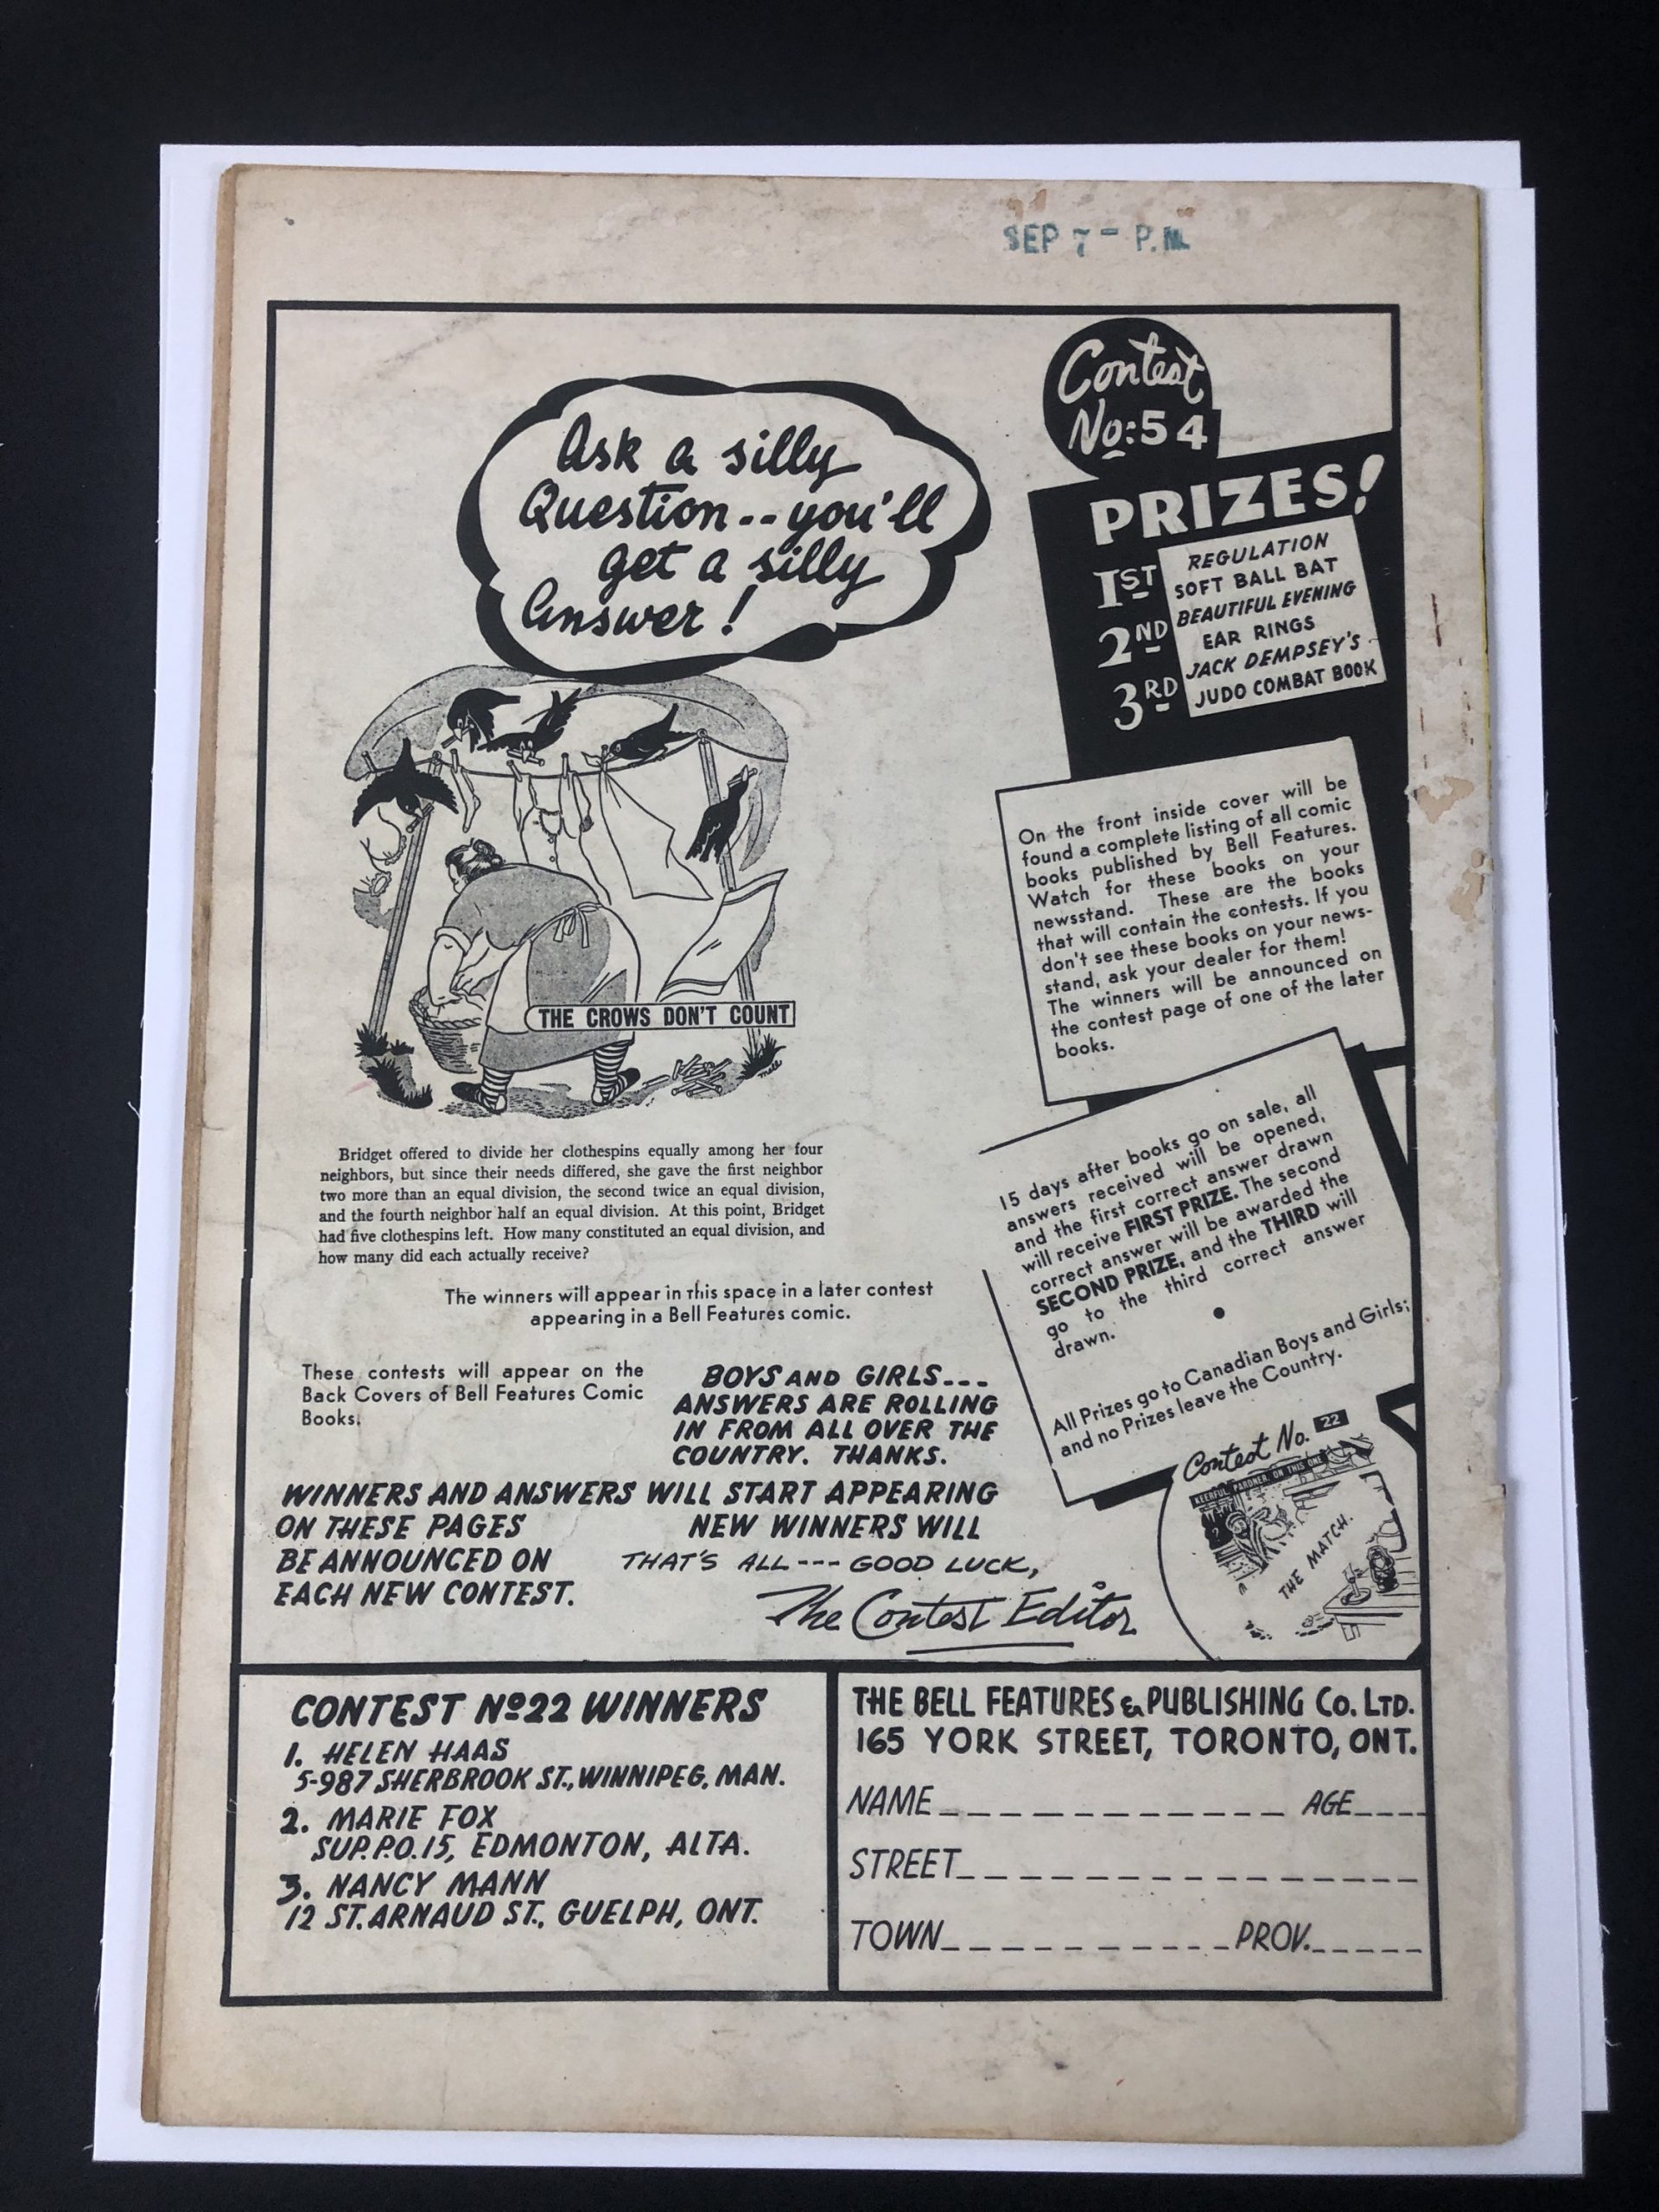 SEP 7 - P.M.
Contest
No: 54
Ask a silly
Question -- you'll
get a silly
Answer!
PRIZES!
1ST
REGULATION
SOFT BALL BAT
2ND
BEAUTIFUL EVENING
EAR RINGS
3RD
JACK DEMPSEY'S
JUDO COMBAT BOOK
On the front inside cover will be
found a complete listing of all comic
books published by Bell Features.
Watch for these books on your
newsstand. These are the books
that will contain the contests. If you
don't see these books on your news-
stand, ask your dealer for them!
The winners will be announced on
the contest page of one of the later
books.
THE CROWS DON'T COUNT
15 days after books go on sale, all
answers received will be opened,
and the first correct answer drawn
will receive FIRST PRIZE. The second
correct answer will be awarded the
SECOND PRIZE, and the THIRD will
go to the third correct answer
drawn.
All Prizes go to Canadian Boys and Girls;
and no Prizes leave the Country.
Bridget offered to divide her clothespins equally among her four
neighbors, but since their needs differed, she gave the first neighbor
two more than an equal division, the second twice an equal division,
and the fourth neighbor half an equal division. At this point, Bridget
had five clothespins left. How many constituted an equal division, and
how many did each actually receive?
The winners will appear in this space in a later contest
appearing in a Bell Features comic.
These contests will appear on the
Back Covers of Bell Features Comic
Books.
BOYS AND GIRLS---
ANSWERS ARE ROLLING
IN FROM ALL OVER THE
COUNTRY. THANKS.
WINNERS AND ANSWERS WILL START APPEARING
ON THESE PAGES NEW WINNERS WILL
BE ANNOUNCED ON
EACH NEW CONTEST.
THAT'S ALL --- GOOD LUCK,
The Contest Editor
Contest No. 22
ON THIS ONE
THE MATCH.
CONTEST No 22 WINNERS
1. HELEN HAAS
5-987 SHERBROOK ST., WINNIPEG, MAN.
2. MARIE FOX
SUP. P.O. 15, EDMONTON, ALTA.
3. NANCY MANN
12 ST. ARNAUD ST., GUELPH, ONT.
THE BELL FEATURES & PUBLISHING CO. LTD.
165 YORK STREET, TORONTO, ONT.
NAME AGE
STREET
TOWN PROV.